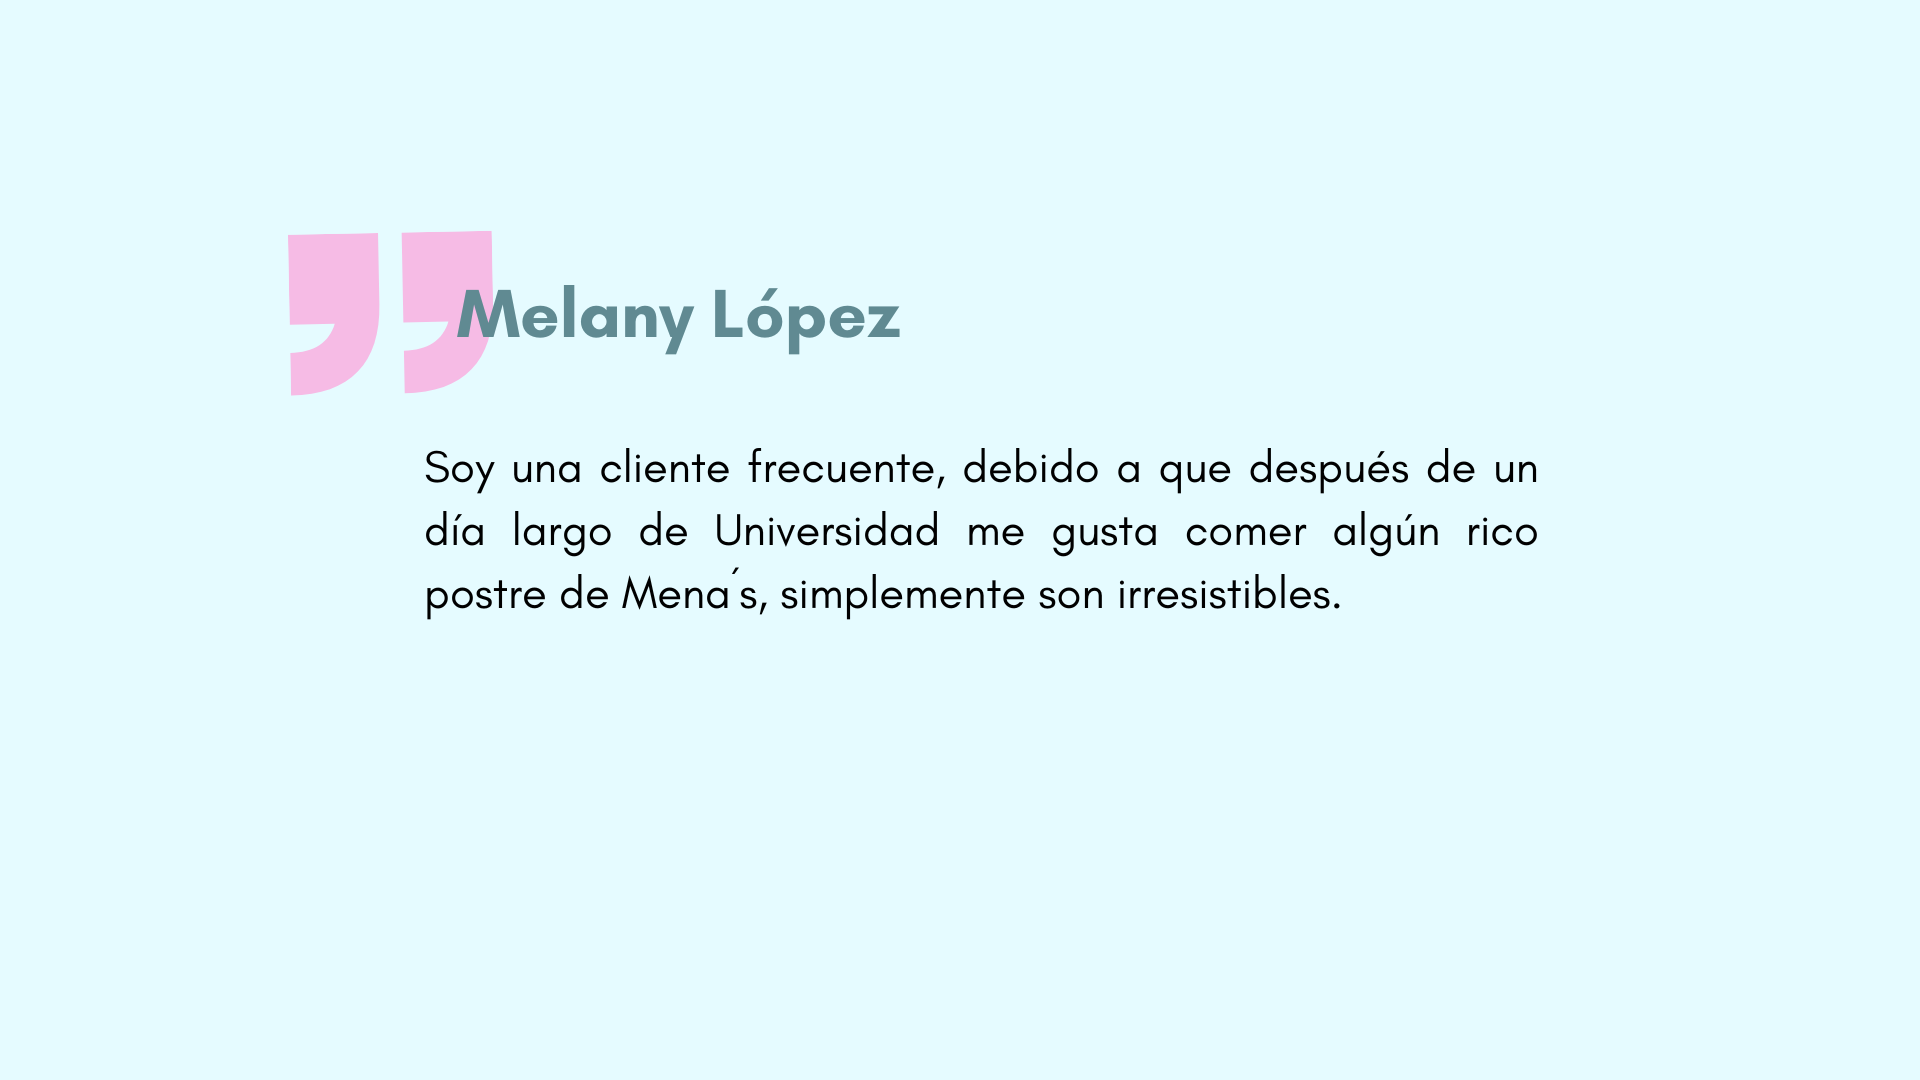 Melany López
Soy una cliente frecuente, debido a que después de un
día largo de Universidad me gusta comer algún rico
postre de Mena´s, simplemente son irresistibles.